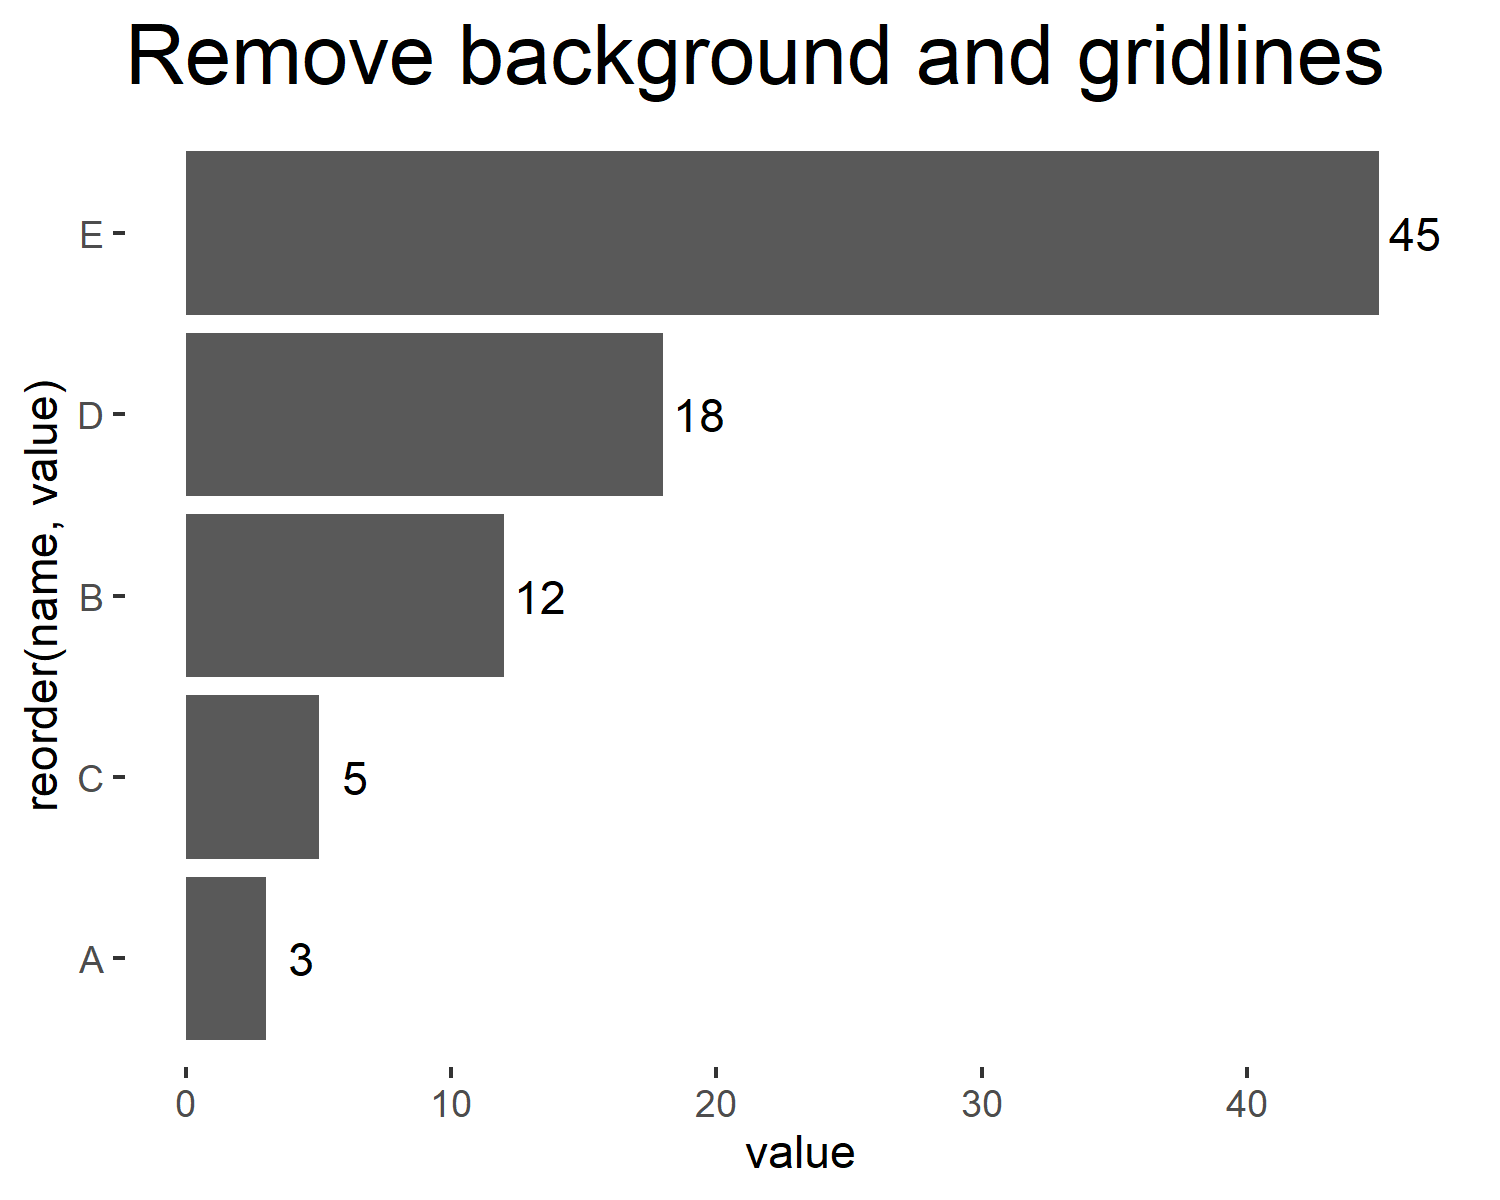 Remove background and gridlines
reorder(name, value)
E
45
D
18
B
12
C
5
A
3
0 10 20 30 40
value